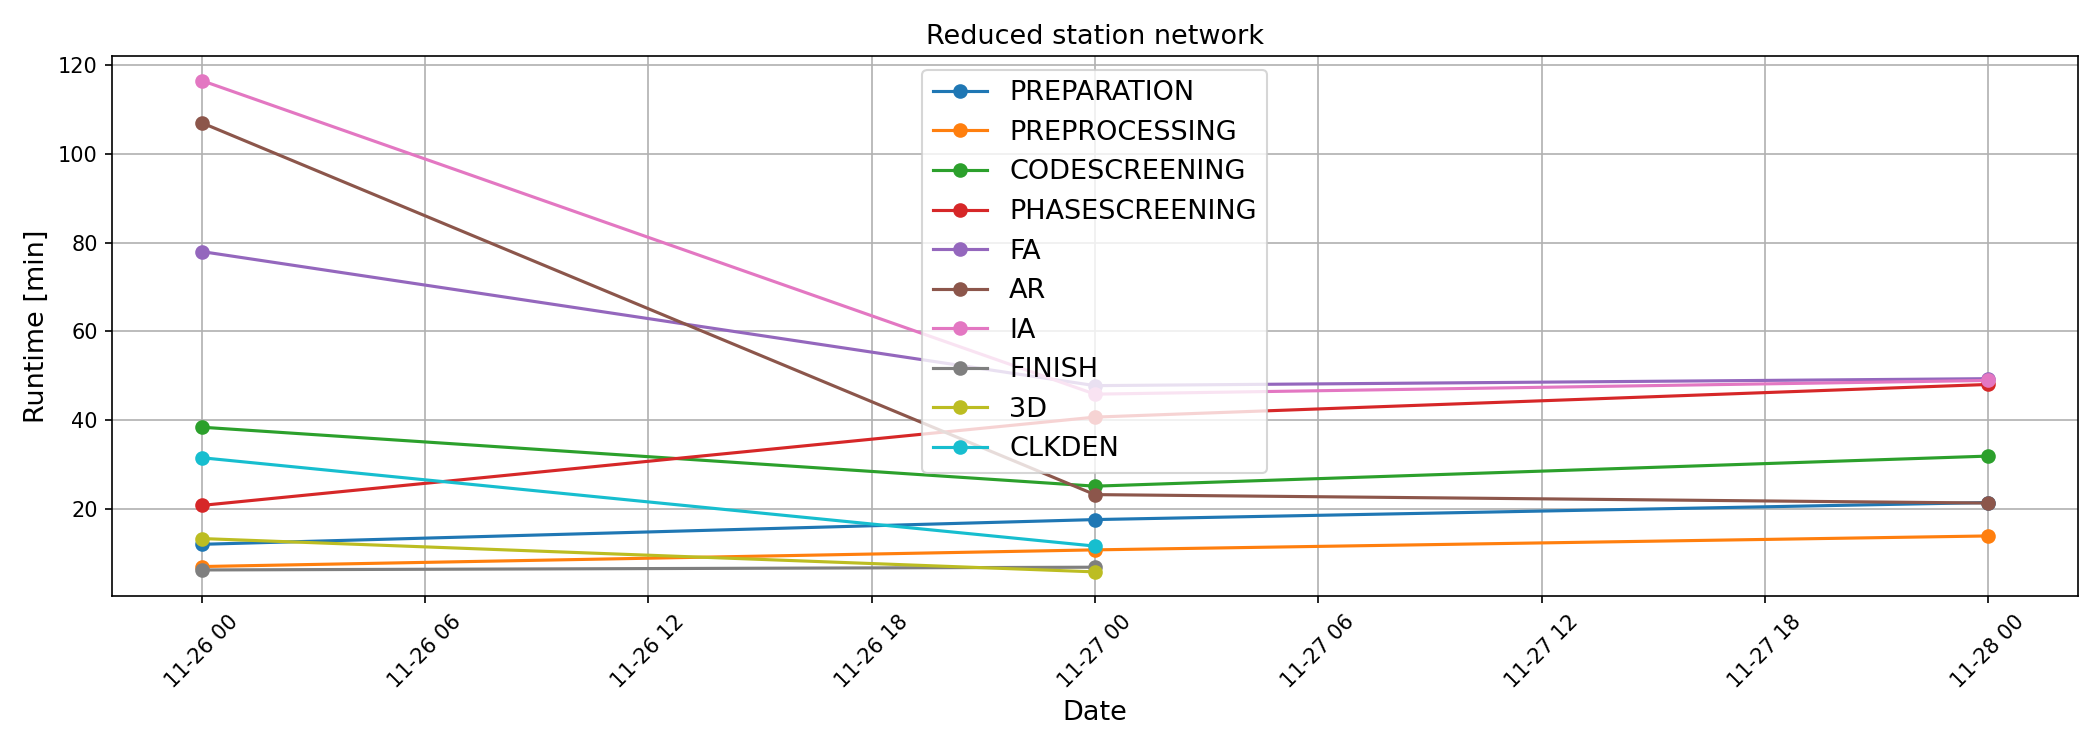 Reduced station network
120
100
80
60
40
20
Runtime [min]
PREPARATION
PREPROCESSING
CODESCREENING
PHASESCREENING
FA
AR
IA
FINISH
3D
CLKDEN
11-26 00
11-26 06
11-26 12
11-26 18
11-27 00
11-27 06
11-27 12
11-27 18
11-28 00
Date